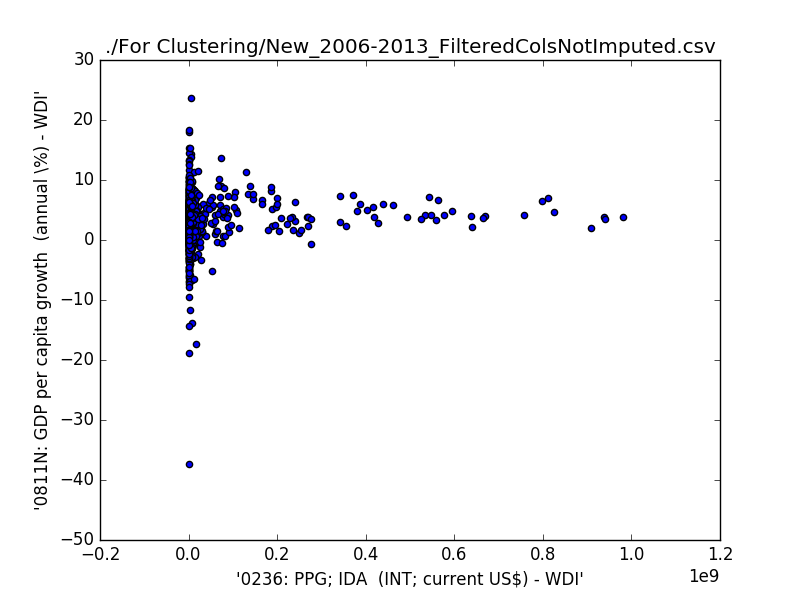 ./For Clustering/New_2006-2013_FilteredColsNotImputed.csv
'0811N: GDP per capita growth  (annual \%) - WDI'
30
20
10
0
−10
−20
−30
−40
−50
−0.2 0.0 0.2 0.4 0.6 0.8 1.0 1.2
1e9
'0236: PPG; IDA  (INT; current US$) - WDI'